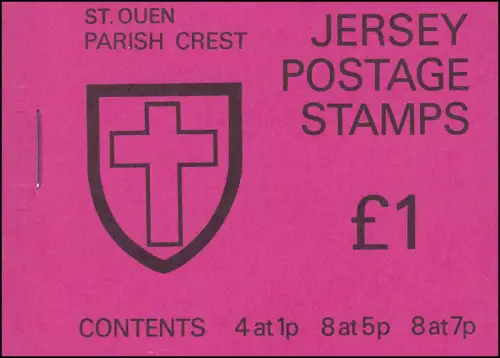 ST. OUEN
PARISH CREST
JERSEY
POSTAGE
STAMPS
£1
CONTENTS 4 at 1p 8 at 5p 8 at 7p